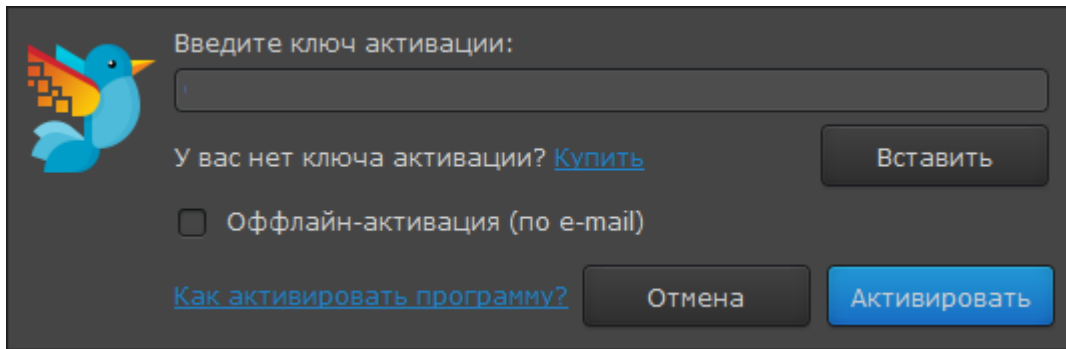 Введите ключ активации:
У вас нет ключа активации? Купить
Вставить
Оффлайн-активация (по e-mail)
Как активировать программу?
Отмена
Активировать